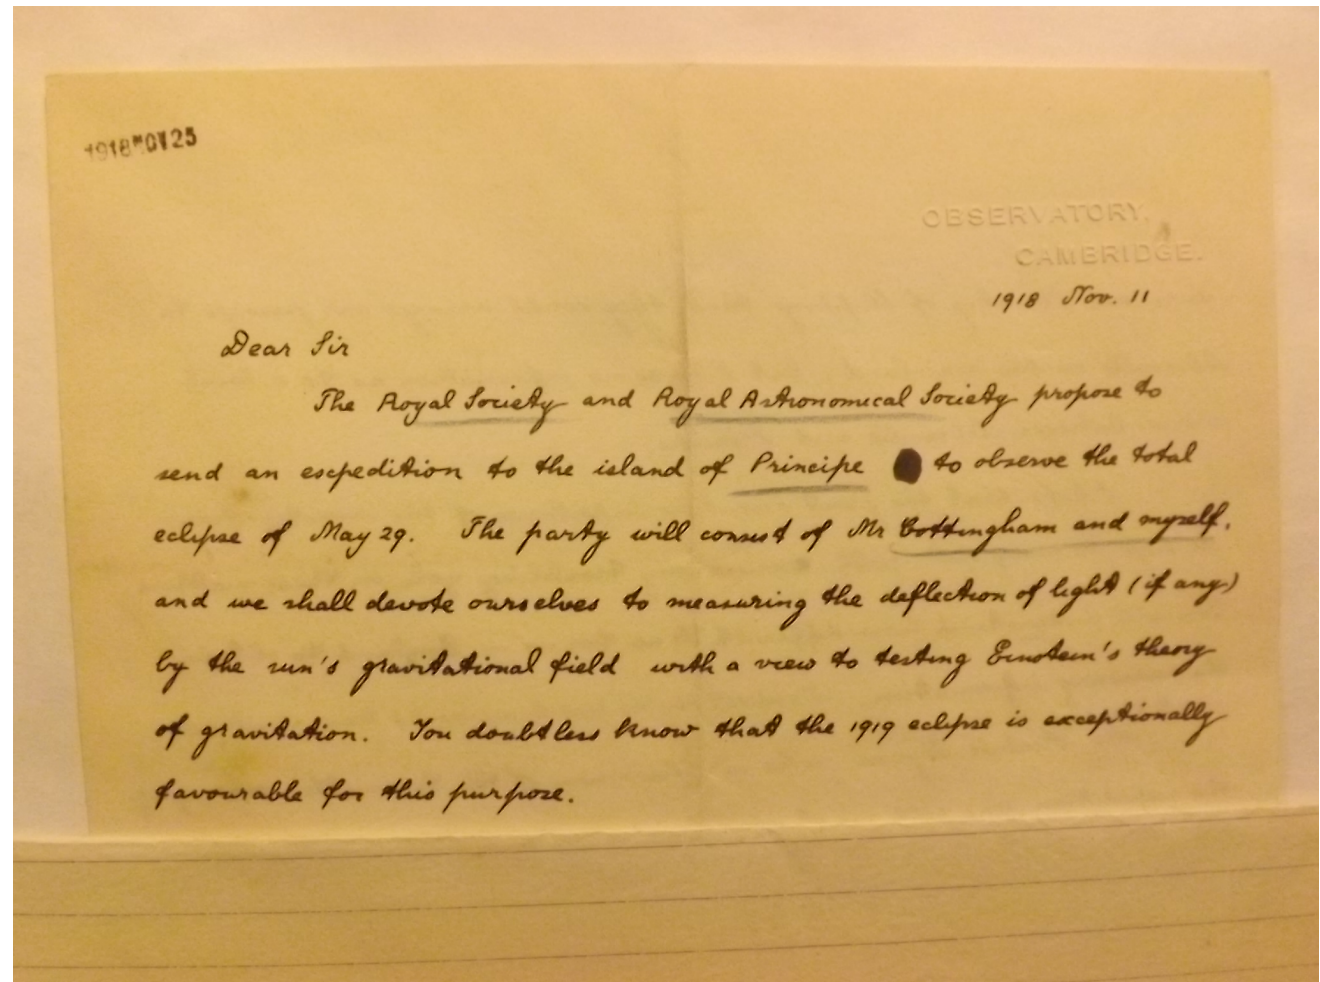 1918 NOV 25
OBSERVATORY,
CAMBRIDGE.
1918 Nov. 11
Dear Sir
The Royal Society and Royal Astronomical Society propose to
send an expedition to the island of Principe to observe the total
eclipse of May 29. The party will consist of Mr Cottingham and myself,
and we shall devote ourselves to measuring the deflection of light (if any)
by the sun's gravitational field with a view to testing Einstein's theory
of gravitation. You doubtless know that the 1919 eclipse is exceptionally
favourable for this purpose.